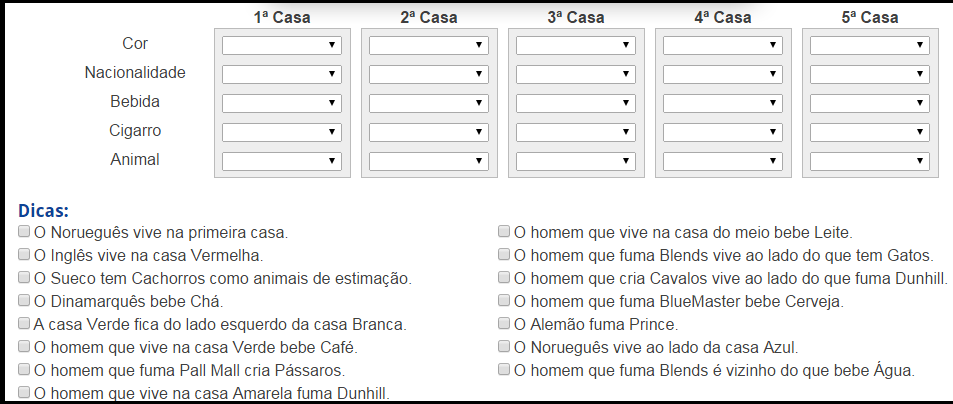 1ª Casa 2ª Casa 3ª Casa 4ª Casa 5ª Casa
Cor
Nacionalidade
Bebida
Cigarro
Animal
Dicas:
O Norueguês vive na primeira casa.
O Inglês vive na casa Vermelha.
O Sueco tem Cachorros como animais de estimação.
O Dinamarquês bebe Chá.
A casa Verde fica do lado esquerdo da casa Branca.
O homem que vive na casa Verde bebe Café.
O homem que fuma Pall Mall cria Pássaros.
O homem que vive na casa Amarela fuma Dunhill.
O homem que vive na casa do meio bebe Leite.
O homem que fuma Blends vive ao lado do que tem Gatos.
O homem que cria Cavalos vive ao lado do que fuma Dunhill.
O homem que fuma BlueMaster bebe Cerveja.
O Alemão fuma Prince.
O Norueguês vive ao lado da casa Azul.
O homem que fuma Blends é vizinho do que bebe Água.